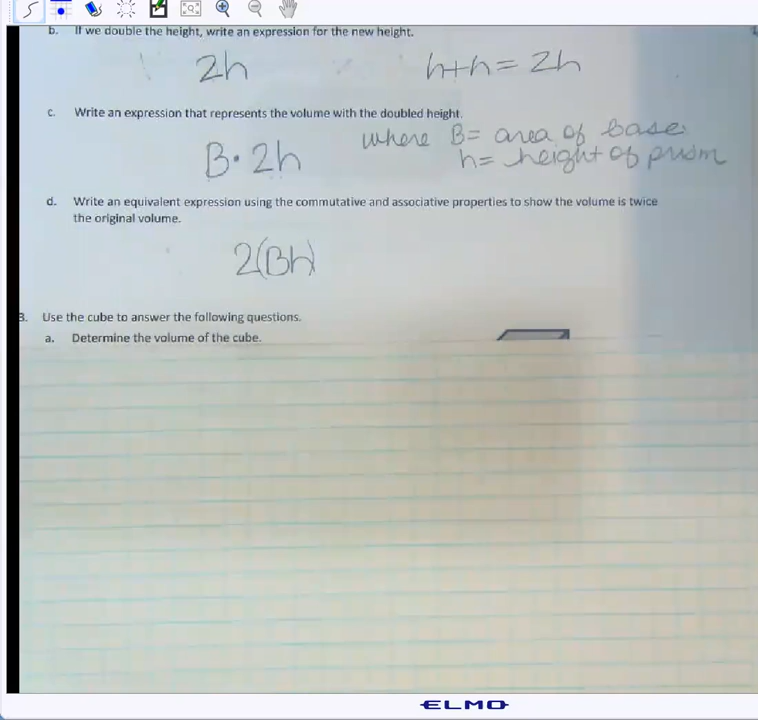 b. If we double the height, write an expression for the new height.
2h h+h = 2h
c. Write an expression that represents the volume with the doubled height.
B · 2h where B = area of base
h = height of prism
d. Write an equivalent expression using the commutative and associative properties to show the volume is twice
the original volume.
2(Bh)
3. Use the cube to answer the following questions.
a. Determine the volume of the cube.
ELMO